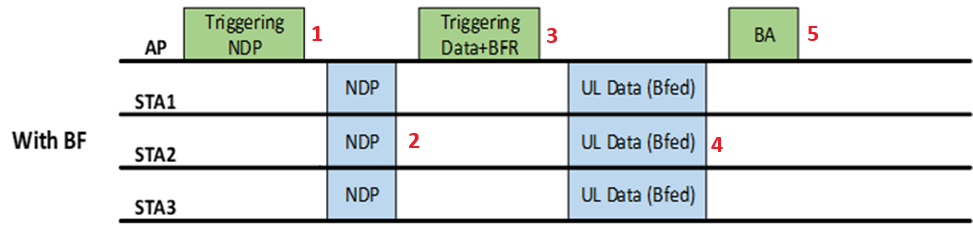 Triggering
NDP
1
Triggering
Data+BFR
3
BA
5
AP
STA1
NDP
UL Data (Bfed)
With BF
STA2
NDP
2
UL Data (Bfed)
4
STA3
NDP
UL Data (Bfed)